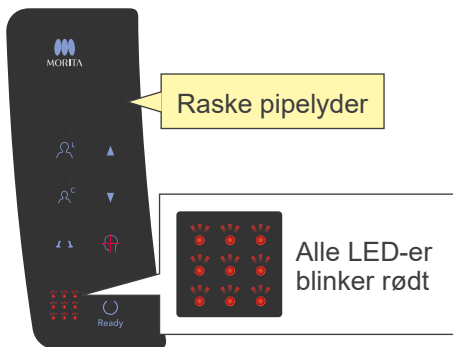 MORITA
Raske pipelyder
L
C
Alle LED-er
blinker rødt
Ready